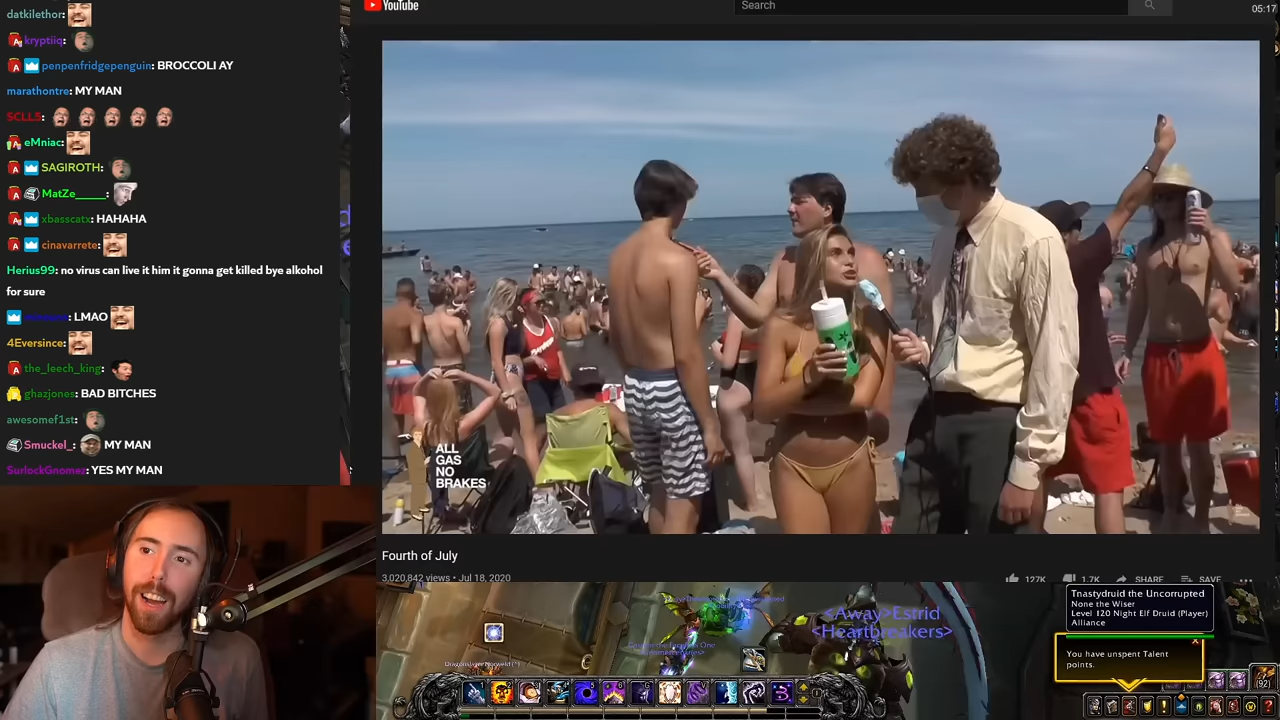 datkilethor:
kryptiiq:
penpenfridgepenguin: BROCCOLI AY
marathontre: MY MAN
SCLL5:
eMniac:
SAGIROTH:
MatZe_____:
xbasscatx: HAHAHA
cinavarrete:
Herius99: no virus can live it him it gonna get killed bye alkohol
for sure
LMAO
4Eversince:
the_leech_king:
ghazjones: BAD BITCHES
awesomef1st:
Smuckel_: MY MAN
SurlockGnomez: YES MY MAN
YouTube
Search
05:17
ALL
GAS
NO
BRAKES
Fourth of July
3,020,842 views • Jul 18, 2020
127K
1.7K
SHARE
SAVE
<Away>Estrid
<Heartbreakers>
Tnastydruid the Uncorrupted
None the Wiser
Level 120 Night Elf Druid (Player)
Alliance
You have unspent Talent
points.